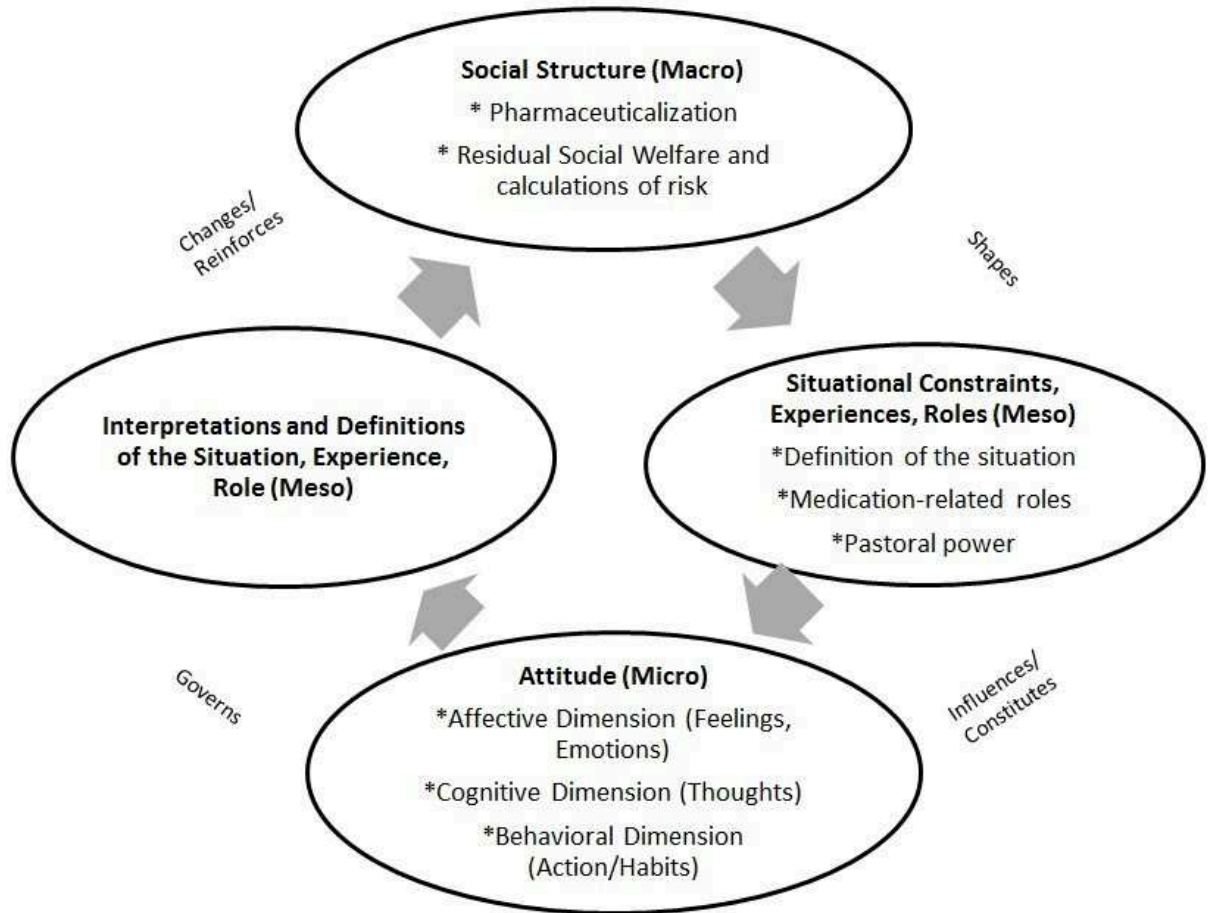 Social Structure (Macro)
* Pharmaceuticalization
* Residual Social Welfare and
calculations of risk
Changes/
Reinforces
Shapes
Interpretations and Definitions
of the Situation, Experience,
Role (Meso)
Situational Constraints,
Experiences, Roles (Meso)
*Definition of the situation
*Medication-related roles
*Pastoral power
Governs
Influences/
Constitutes
Attitude (Micro)
*Affective Dimension (Feelings,
Emotions)
*Cognitive Dimension (Thoughts)
*Behavioral Dimension
(Action/Habits)